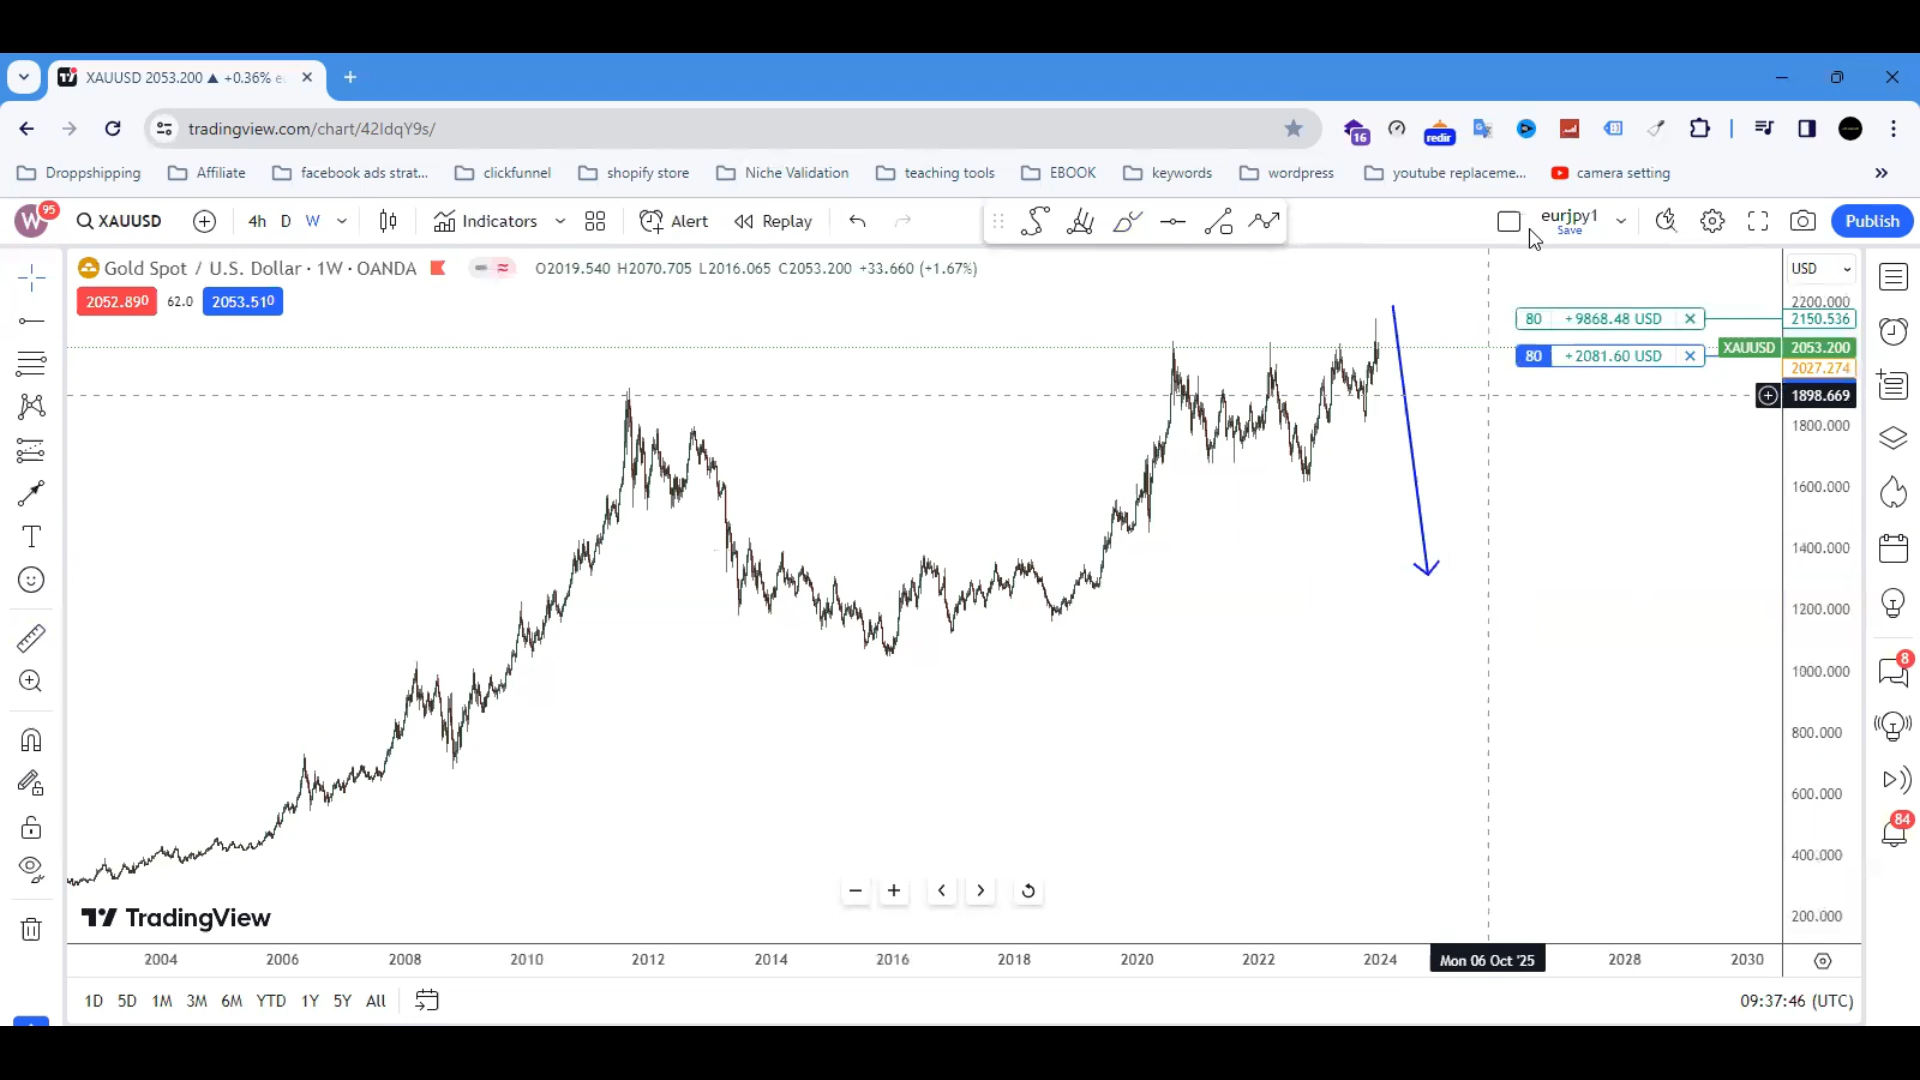 XAUUSD 2053.200 ▲ +0.36%
tradingview.com/chart/42IdqY9s/
16
redir
Droppshipping
Affiliate
facebook ads strat...
clickfunnel
shopify store
Niche Validation
teaching tools
EBOOK
keywords
wordpress
youtube replaceme...
camera setting
W
95
XAUUSD
4h D W
Indicators
Alert
Replay
eurjpy1
Save
Publish
Gold Spot / U.S. Dollar · 1W · OANDA
O2019.540 H2070.705 L2016.065 C2053.200 +33.660 (+1.67%)
USD
2052.890
62.0
2053.510
2200.000
80 +9868.48 USD
2150.536
XAUUSD 2053.200
80 +2081.60 USD
2027.274
1898.669
1800.000
1600.000
1400.000
1200.000
1000.000
800.000
600.000
400.000
200.000
8
84
TradingView
2004 2006 2008 2010 2012 2014 2016 2018 2020 2022 2024 Mon 06 Oct '25 2028 2030
1D 5D 1M 3M 6M YTD 1Y 5Y All
09:37:46 (UTC)